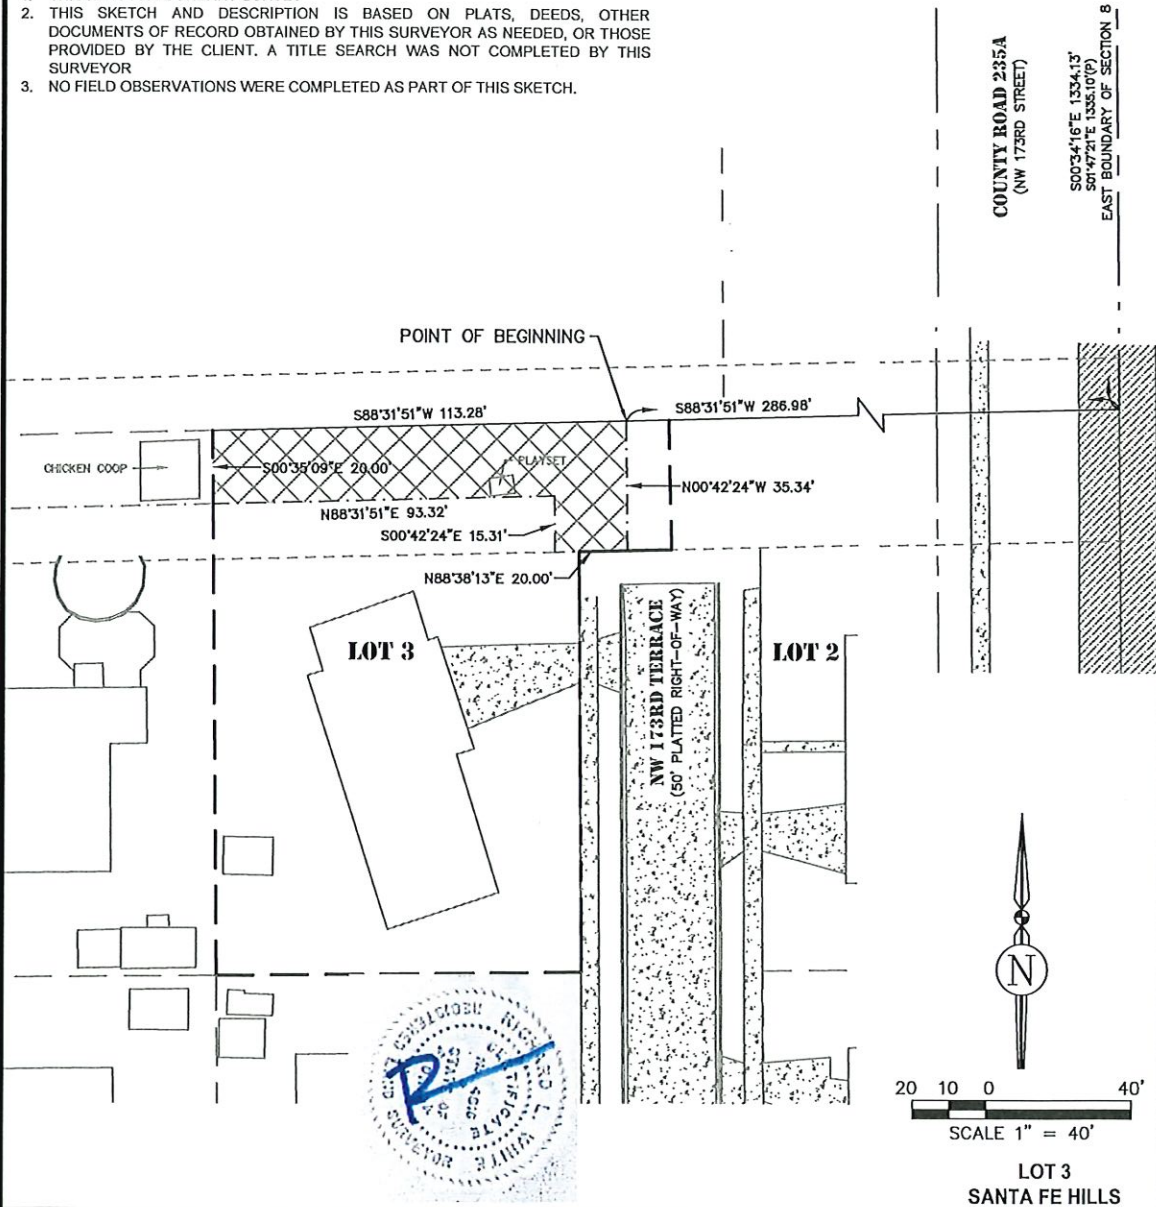 2. THIS SKETCH AND DESCRIPTION IS BASED ON PLATS, DEEDS, OTHER
DOCUMENTS OF RECORD OBTAINED BY THIS SURVEYOR AS NEEDED, OR THOSE
PROVIDED BY THE CLIENT. A TITLE SEARCH WAS NOT COMPLETED BY THIS
SURVEYOR
3. NO FIELD OBSERVATIONS WERE COMPLETED AS PART OF THIS SKETCH.
COUNTY ROAD 235A
(NW 173RD STREET)
S00°34'16"E 1334.13'
S01°47'21"E 1335.10'(P)
EAST BOUNDARY OF SECTION 8
POINT OF BEGINNING
S88°31'51"W 113.28'
S88°31'51"W 286.98'
CHICKEN COOP
S00°35'09"E 20.00'
PLAYSET
N00°42'24"W 35.34'
N88°31'51"E 93.32'
S00°42'24"E 15.31'
N88°38'13"E 20.00'
LOT 3
NW 173RD TERRACE
(50' PLATTED RIGHT-OF-WAY)
LOT 2
N
RICHARD L. WHITE
CERTIFICATE
STATE OF
20 10 0 40'
SCALE 1" = 40'
LOT 3
SANTA FE HILLS